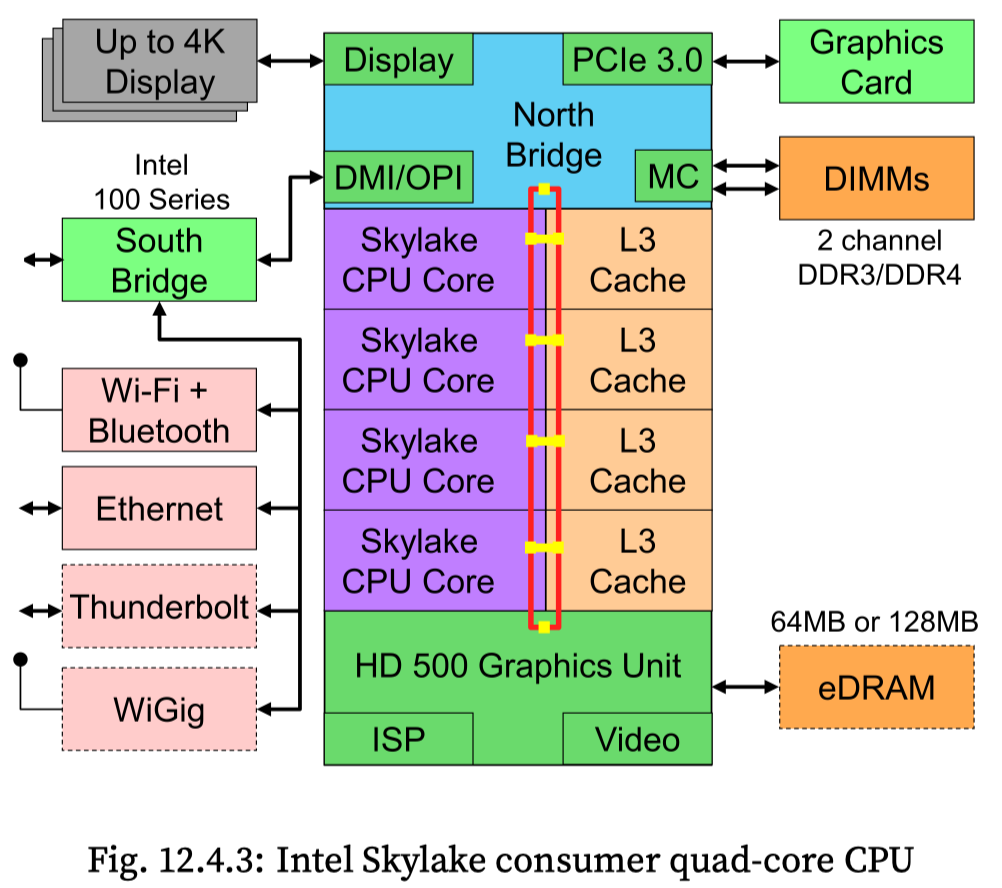 Up to 4K
Display
Display
PCIe 3.0
Graphics
Card
North
Bridge
Intel
100 Series
DMI/OPI
MC
DIMMs
2 channel
DDR3/DDR4
South
Bridge
Skylake
CPU Core
L3
Cache
Skylake
CPU Core
L3
Cache
Wi-Fi +
Bluetooth
Skylake
CPU Core
L3
Cache
Ethernet
Skylake
CPU Core
L3
Cache
Thunderbolt
WiGig
HD 500 Graphics Unit
64MB or 128MB
eDRAM
ISP
Video
Fig. 12.4.3: Intel Skylake consumer quad-core CPU